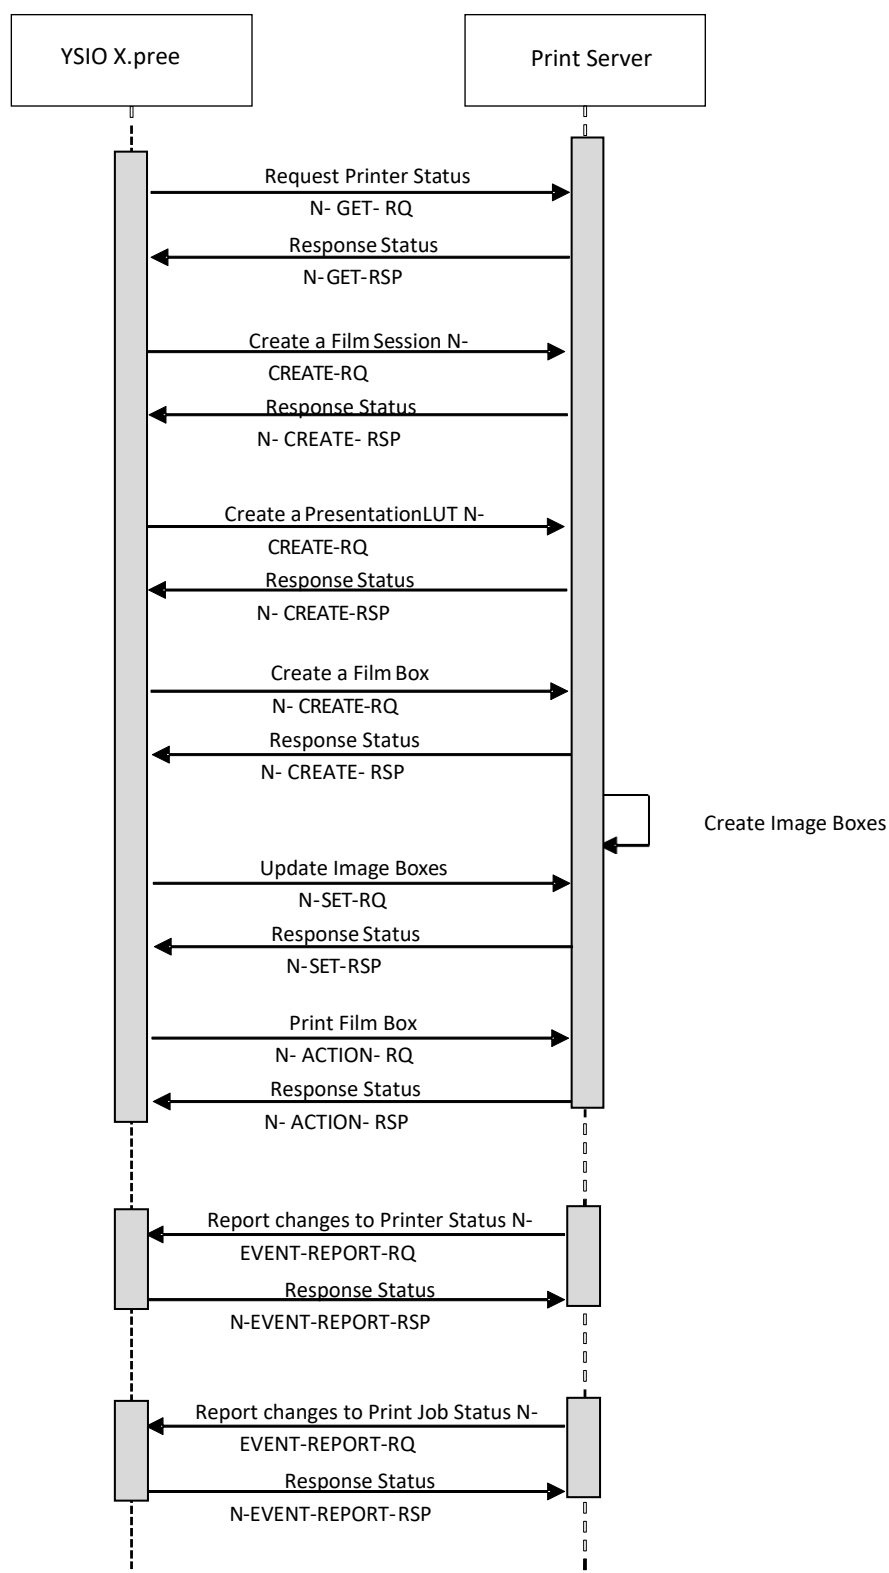 YSIO X.pree
Print Server
Request Printer Status
N- GET- RQ
Response Status
N-GET-RSP
Create a Film Session N-
CREATE-RQ
Response Status
N- CREATE- RSP
Create a PresentationLUT N-
CREATE-RQ
Response Status
N- CREATE-RSP
Create a Film Box
N- CREATE-RQ
Response Status
N- CREATE- RSP
Create Image Boxes
Update Image Boxes
N-SET-RQ
Response Status
N-SET-RSP
Print Film Box
N- ACTION- RQ
Response Status
N- ACTION- RSP
Report changes to Printer Status N-
EVENT-REPORT-RQ
Response Status
N-EVENT-REPORT-RSP
Report changes to Print Job Status N-
EVENT-REPORT-RQ
Response Status
N-EVENT-REPORT-RSP